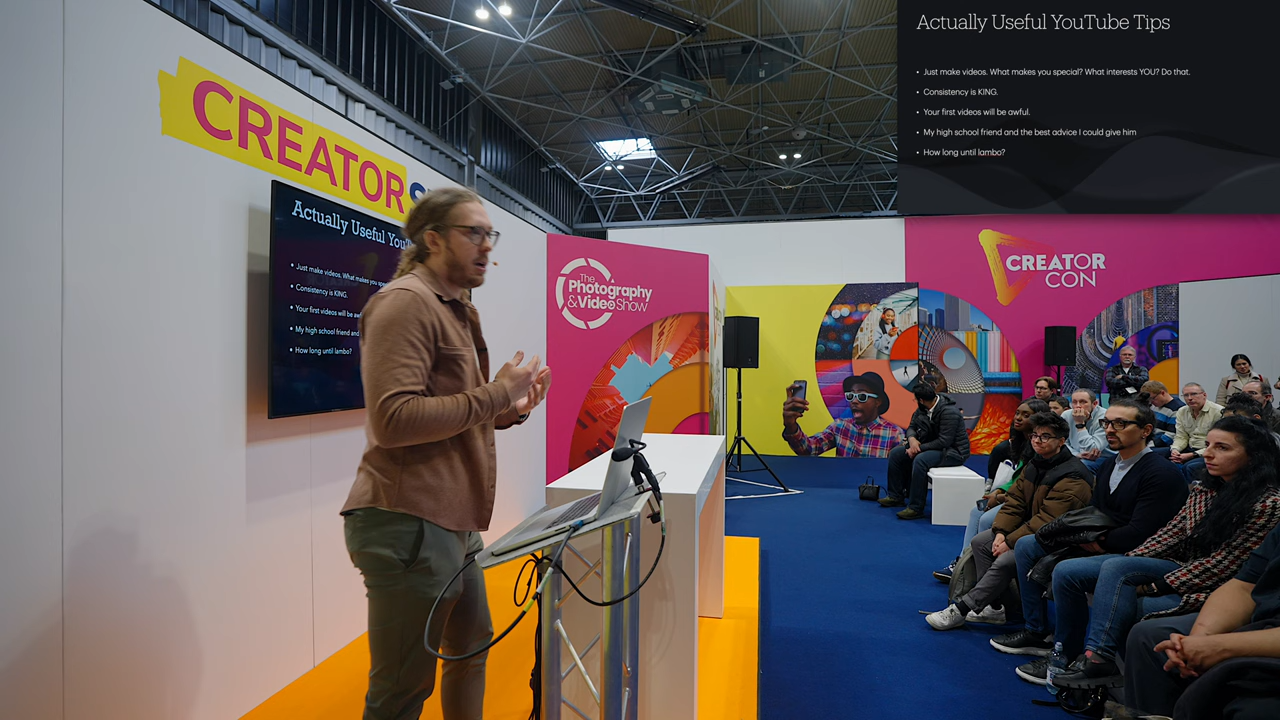 Actually Useful YouTube Tips
• Just make videos. What makes you special? What interests YOU? Do that.
• Consistency is KING.
• Your first videos will be awful.
• My high school friend and the best advice I could give him
• How long until lambo?
CREATOR
Actually Useful You
• Just make videos. What makes you spe
• Consistency is KING.
• Your first videos will be aw
• My high school friend and
• How long until lambo?
The
Photography
&Video Show
CREATOR
CON